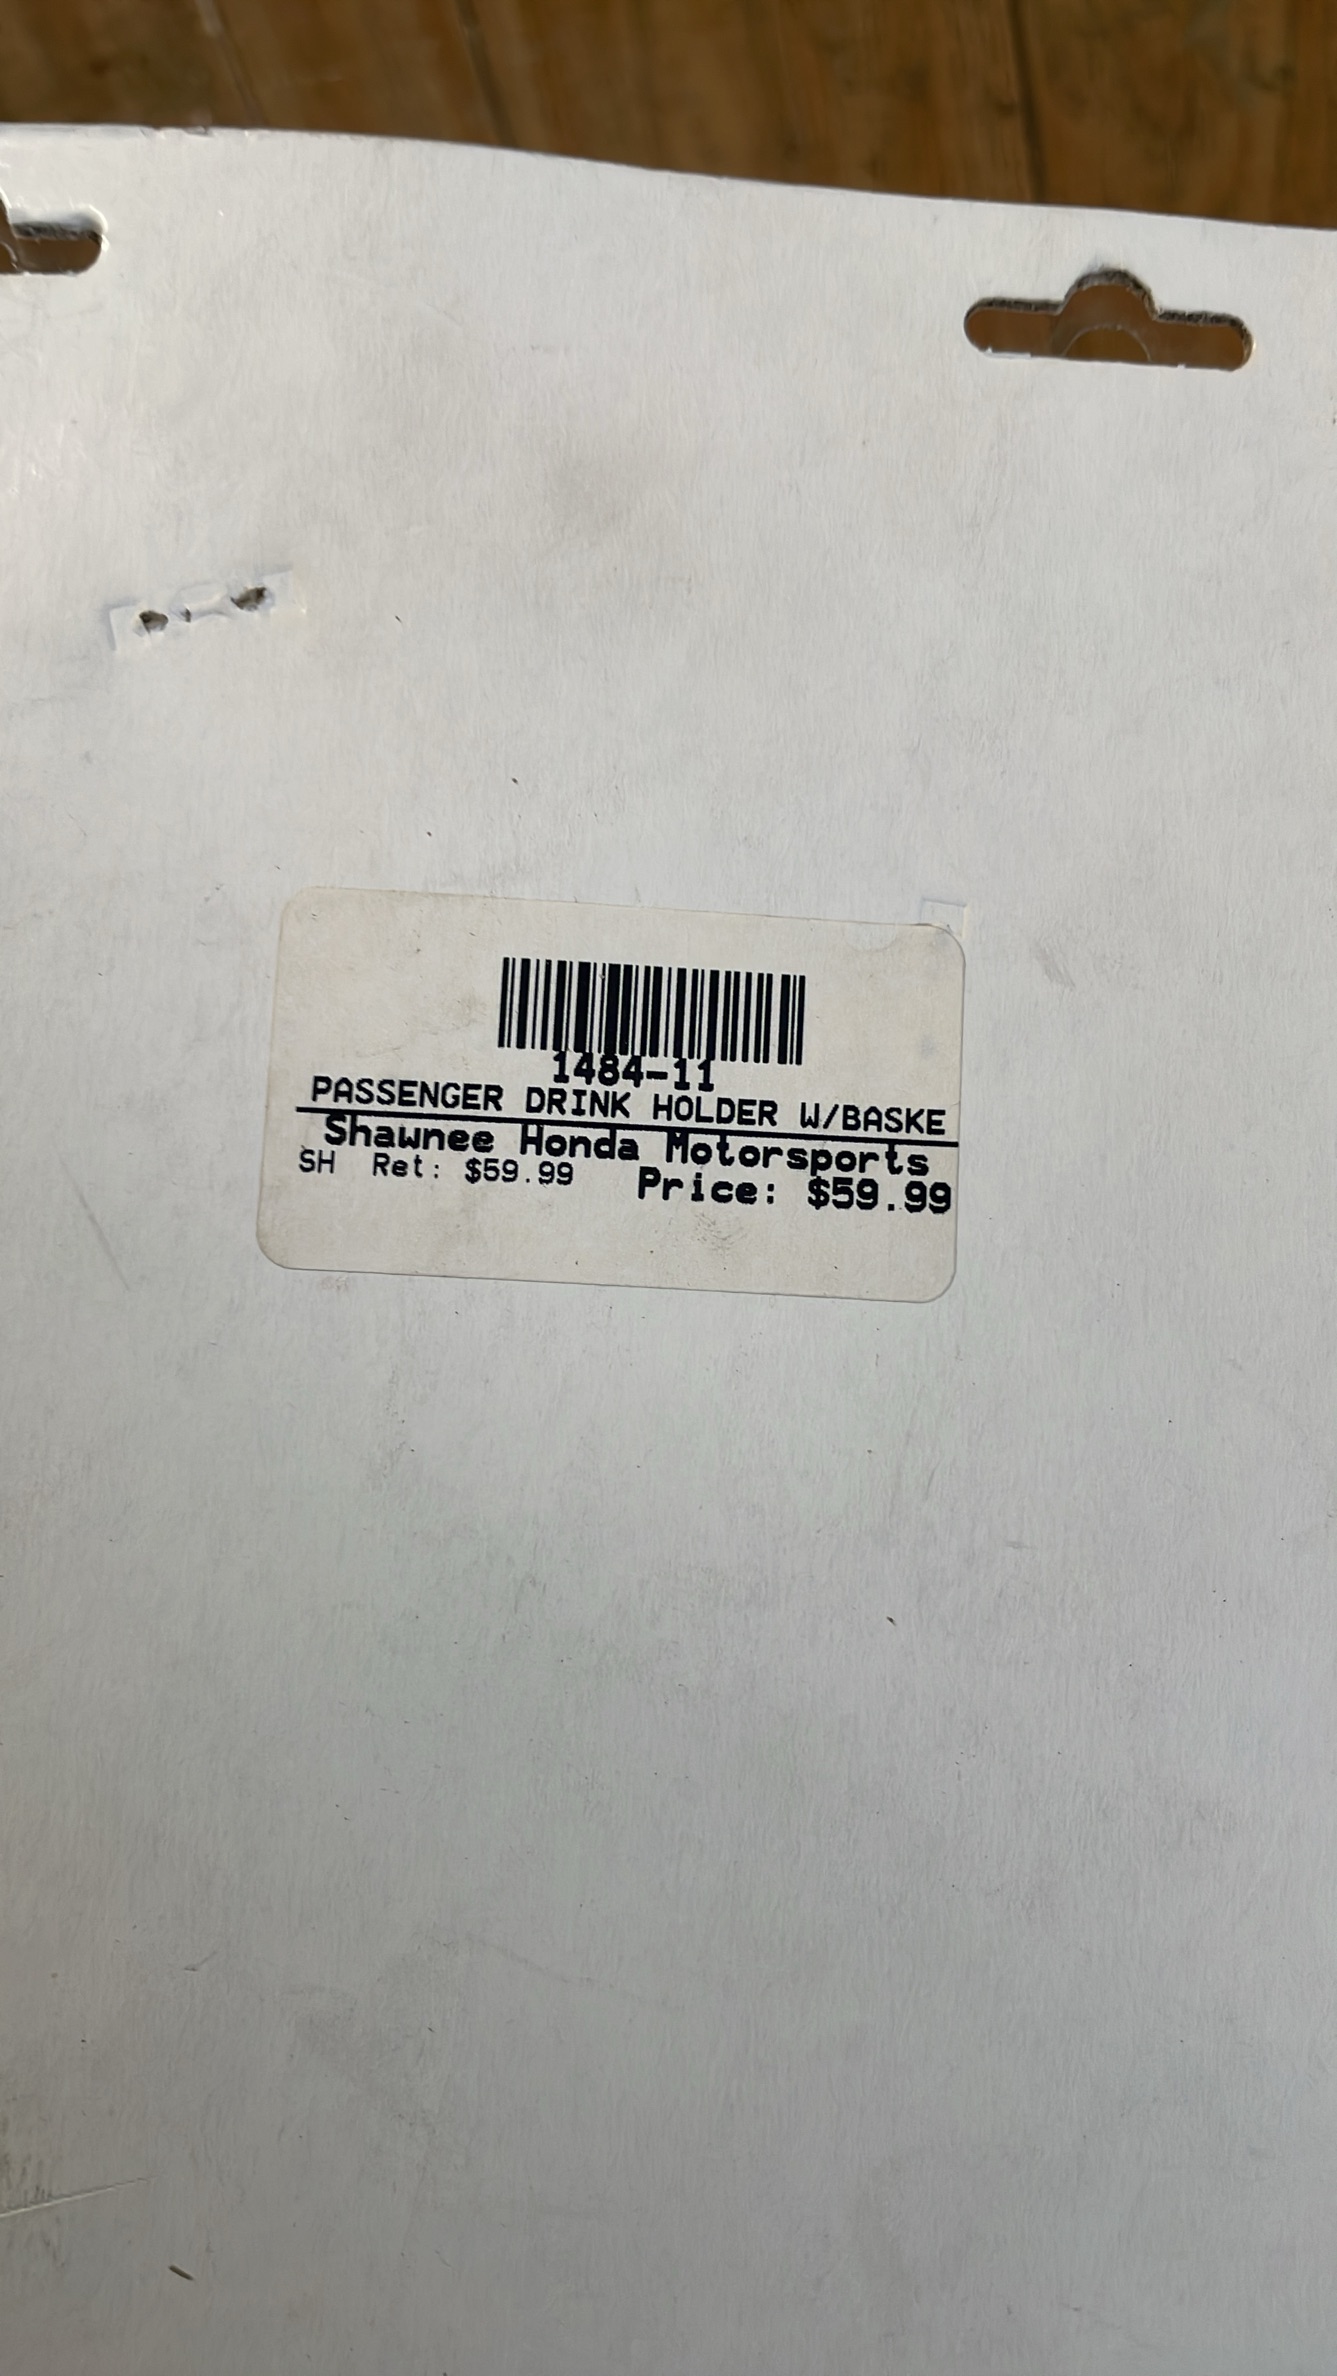 1484-11
PASSENGER DRINK HOLDER W/BASKE
Shawnee Honda Motorsports
SH Ret: $59.99 Price: $59.99